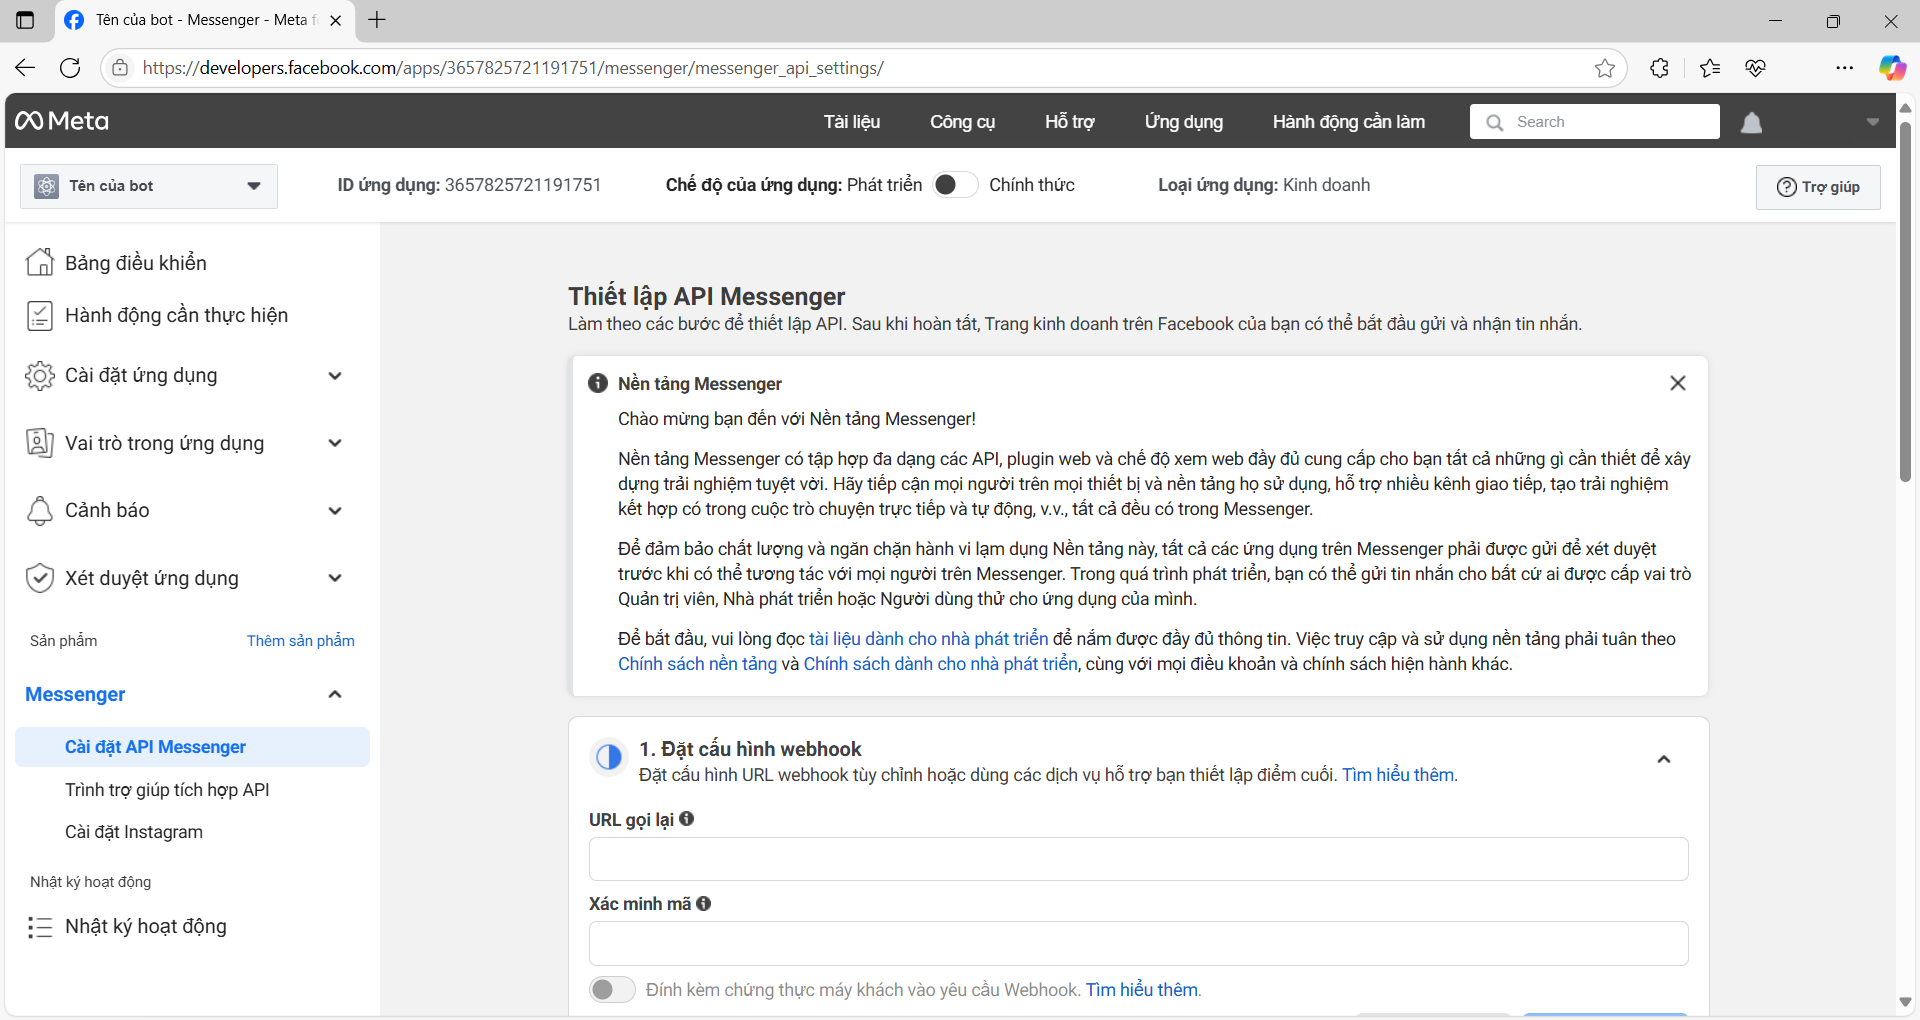 Tên của bot - Messenger - Meta f
https://developers.facebook.com/apps/3657825721191751/messenger/messenger_api_settings/
Meta
Tài liệu
Công cụ
Hỗ trợ
Ứng dụng
Hành động cần làm
Search
Tên của bot
ID ứng dụng: 3657825721191751
Chế độ của ứng dụng: Phát triển
Chính thức
Loại ứng dụng: Kinh doanh
Trợ giúp
Bảng điều khiển
Hành động cần thực hiện
Cài đặt ứng dụng
Vai trò trong ứng dụng
Cảnh báo
Xét duyệt ứng dụng
Sản phẩm
Thêm sản phẩm
Messenger
Cài đặt API Messenger
Trình trợ giúp tích hợp API
Cài đặt Instagram
Nhật ký hoạt động
Nhật ký hoạt động
Thiết lập API Messenger
Làm theo các bước để thiết lập API. Sau khi hoàn tất, Trang kinh doanh trên Facebook của bạn có thể bắt đầu gửi và nhận tin nhắn.
Nền tảng Messenger
Chào mừng bạn đến với Nền tảng Messenger!
Nền tảng Messenger có tập hợp đa dạng các API, plugin web và chế độ xem web đầy đủ cung cấp cho bạn tất cả những gì cần thiết để xây
dựng trải nghiệm tuyệt vời. Hãy tiếp cận mọi người trên mọi thiết bị và nền tảng họ sử dụng, hỗ trợ nhiều kênh giao tiếp, tạo trải nghiệm
kết hợp có trong cuộc trò chuyện trực tiếp và tự động, v.v., tất cả đều có trong Messenger.
Để đảm bảo chất lượng và ngăn chặn hành vi lạm dụng Nền tảng này, tất cả các ứng dụng trên Messenger phải được gửi để xét duyệt
trước khi có thể tương tác với mọi người trên Messenger. Trong quá trình phát triển, bạn có thể gửi tin nhắn cho bất cứ ai được cấp vai trò
Quản trị viên, Nhà phát triển hoặc Người dùng thử cho ứng dụng của mình.
Để bắt đầu, vui lòng đọc tài liệu dành cho nhà phát triển để nắm được đầy đủ thông tin. Việc truy cập và sử dụng nền tảng phải tuân theo
Chính sách nền tảng và Chính sách dành cho nhà phát triển, cùng với mọi điều khoản và chính sách hiện hành khác.
1. Đặt cấu hình webhook
Đặt cấu hình URL webhook tùy chỉnh hoặc dùng các dịch vụ hỗ trợ bạn thiết lập điểm cuối. Tìm hiểu thêm.
URL gọi lại
Xác minh mã
Đính kèm chứng thực máy khách vào yêu cầu Webhook. Tìm hiểu thêm.